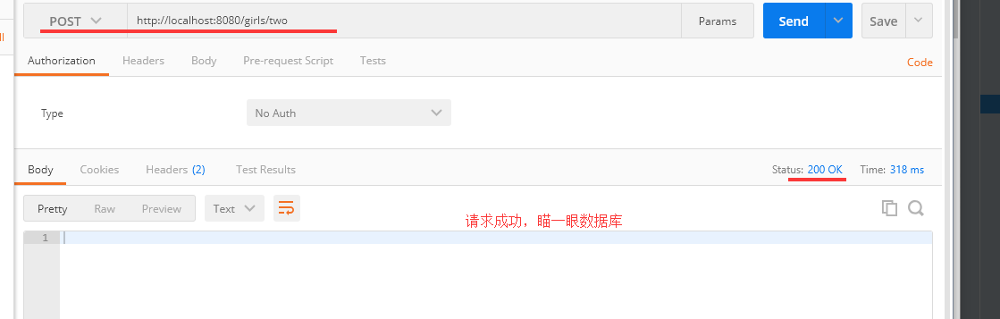 POST
http://localhost:8080/girls/two
Params
Send
Save
Authorization
Headers
Body
Pre-request Script
Tests
Code
Type
No Auth
Body
Cookies
Headers (2)
Test Results
Status: 200 OK
Time: 318 ms
Pretty
Raw
Preview
Text
请求成功，瞄一眼数据库
1